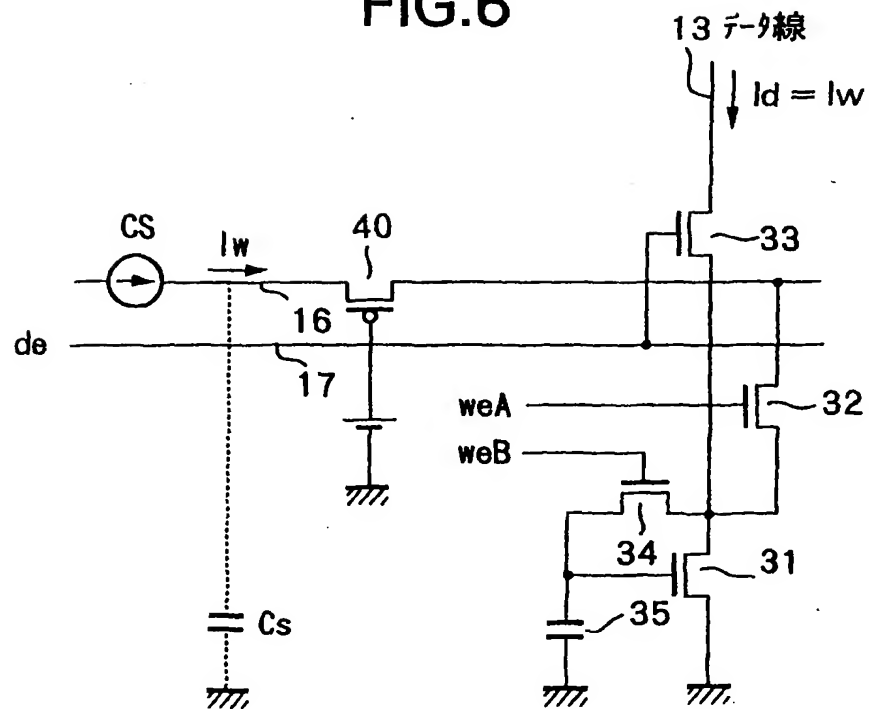 FIG.6
13 データ線
Id = Iw
CS
Iw
40
33
16
de
17
weA
32
weB
34
31
35
Cs